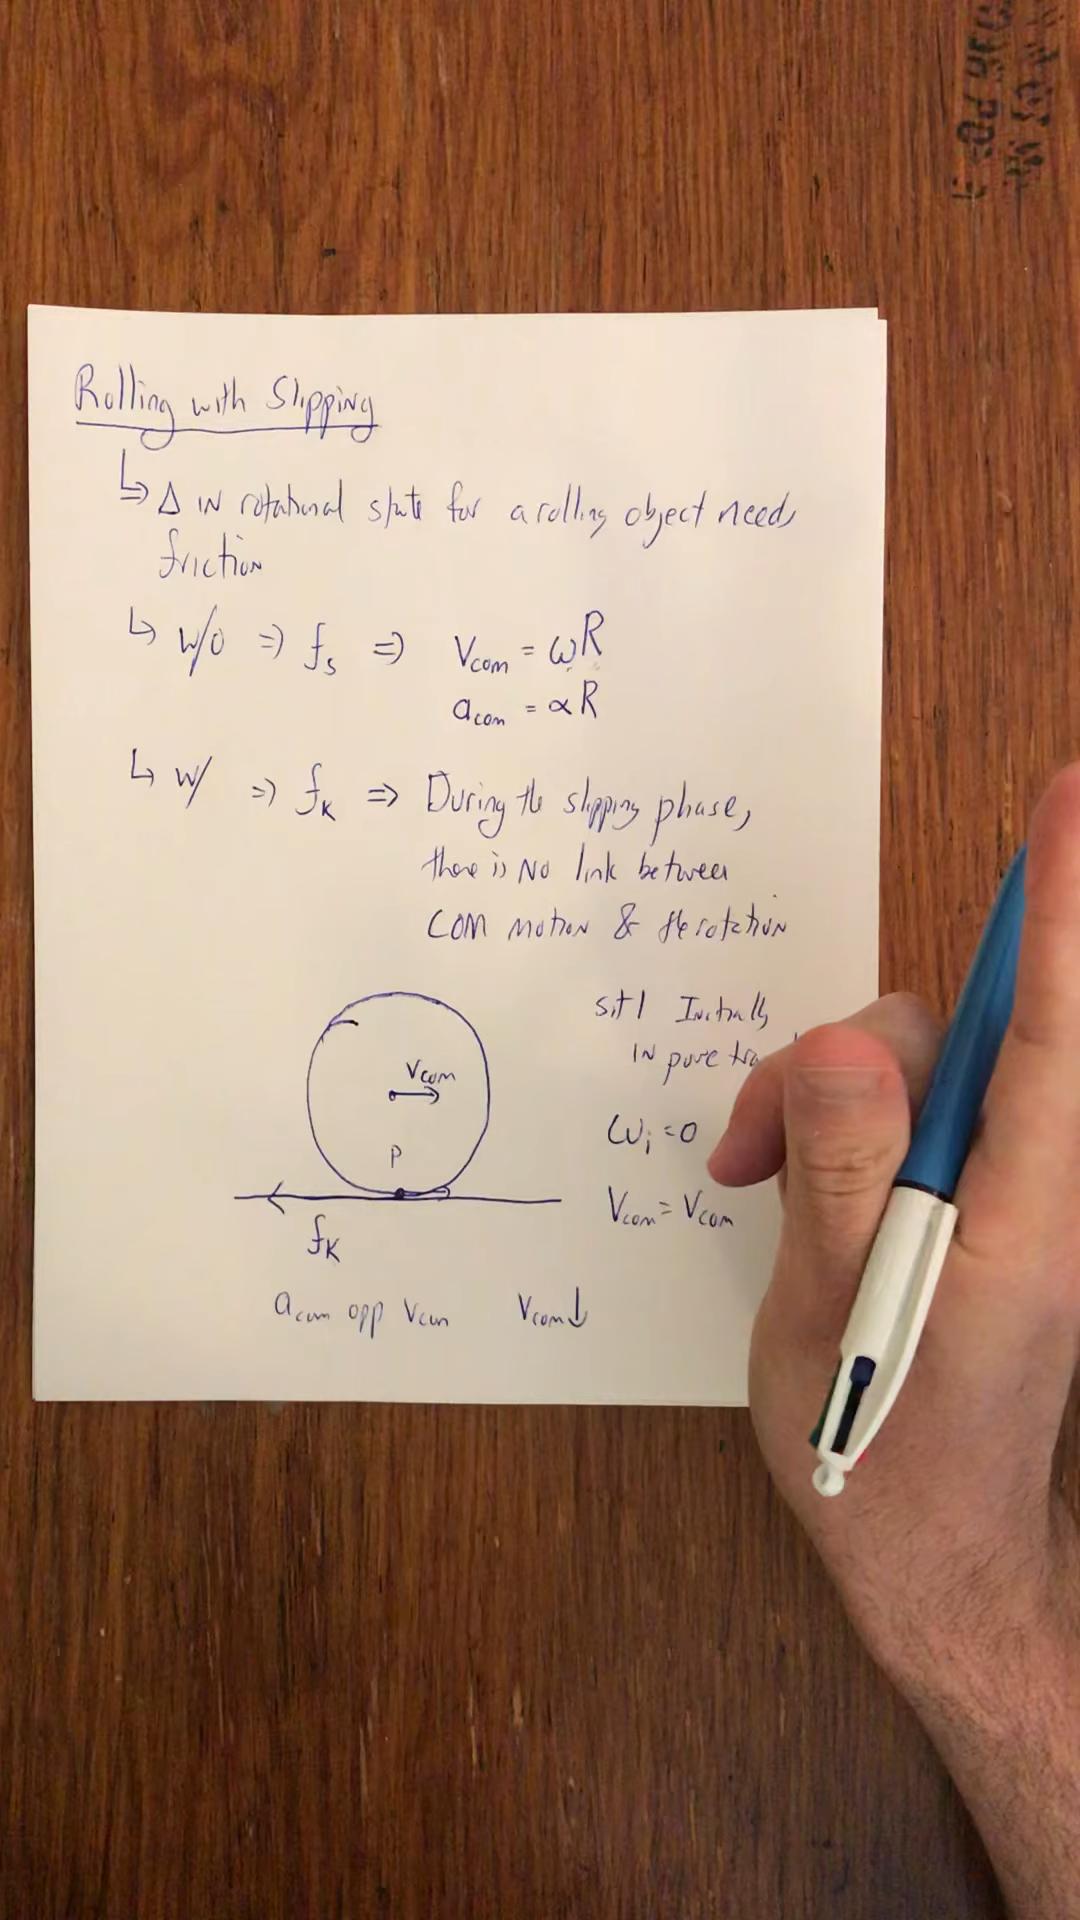 Rolling with Slipping
↳ Δ in rotational state for a rolling object needs
friction
↳ w/o ⇒ fs ⇒ Vcom = ωR
acom = αR
↳ w/ ⇒ fK ⇒ During the slipping phase,
there is no link between
COM motion & the rotation
sit 1 Initially
in pure
Vcom
P
ωi = 0
Vcom = Vcom
fK
acom opp Vcom Vcom↓